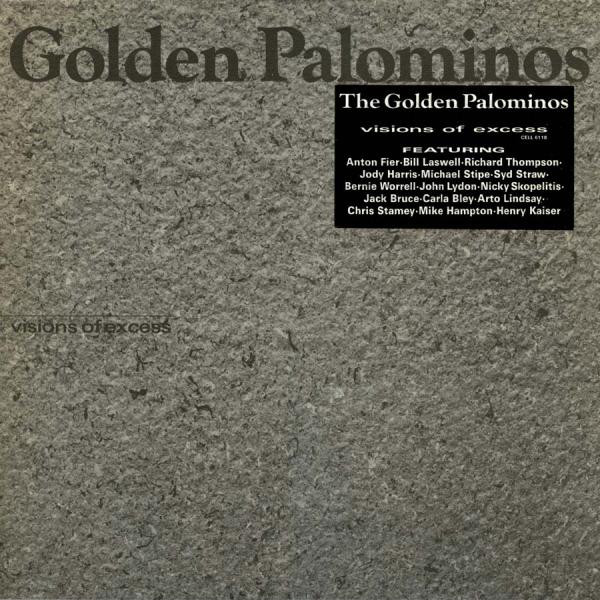 Golden Palominos
The Golden Palominos
visions of excess
CELL 6118
FEATURING
Anton Fier·Bill Laswell·Richard Thompson·
Jody Harris·Michael Stipe·Syd Straw·
Bernie Worrell·John Lydon·Nicky Skopelitis·
Jack Bruce·Carla Bley·Arto Lindsay·
Chris Stamey·Mike Hampton·Henry Kaiser
visions of excess